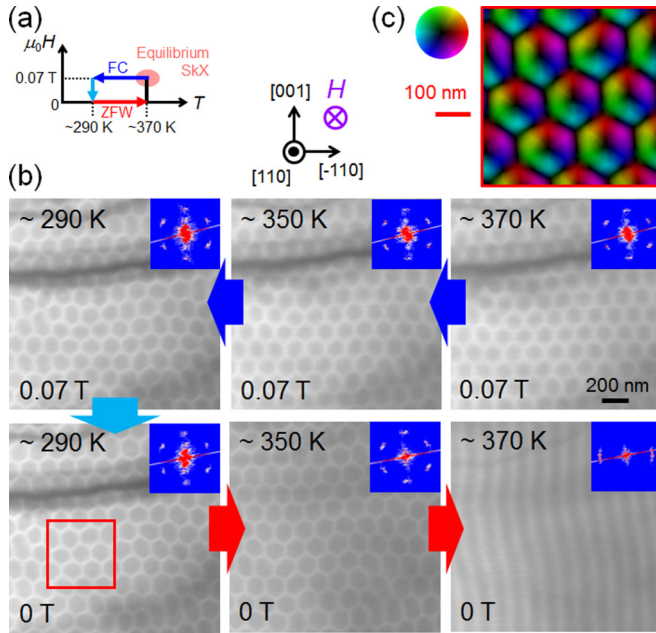 (a)
μ₀H
FC
Equilibrium
SkX
0.07 T
0
ZFW
T
~290 K
~370 K
[001]
H
[110]
[-110]
(c)
100 nm
(b)
~ 290 K
~ 350 K
~ 370 K
0.07 T
0.07 T
0.07 T
200 nm
~ 290 K
~ 350 K
~ 370 K
0 T
0 T
0 T